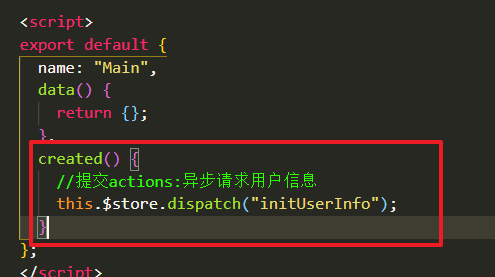 <script>
export default {
name: "Main",
data() {
return {};
},
created() {
//提交actions:异步请求用户信息
this.$store.dispatch("initUserInfo");
}
};
</script>